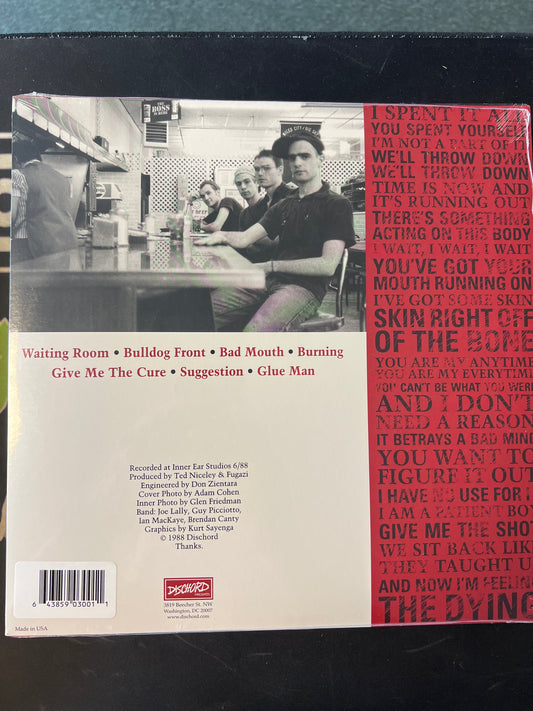 THE
BOSS
IS HERE
I SPENT IT ALL
YOU SPENT YOURSELF
I'M NOT A PART OF IT
WE'LL THROW DOWN
WE'LL THROW DOWN
TIME IS NOW AND
IT'S RUNNING OUT
THERE'S SOMETHING
ACTING ON THIS BODY
I WAIT, I WAIT, I WAIT
YOU'VE GOT YOUR
MOUTH RUNNING ON
I'VE GOT SOME SKIN
SKIN RIGHT OFF
OF THE BONE
YOU ARE MY ANYTIME
YOU ARE MY EVERYTIME
YOU CAN'T BE WHAT YOU WERE
AND I DON'T
NEED A REASON
IT BETRAYS A BAD MIND
YOU WANT TO
FIGURE IT OUT
I HAVE NO USE FOR I
I AM A PATIENT BOY
GIVE ME THE SHOT
WE SIT BACK LIKE
THEY TAUGHT U
AND NOW I'M FEELING
THE DYING
Waiting Room • Bulldog Front • Bad Mouth • Burning
Give Me The Cure • Suggestion • Glue Man
Recorded at Inner Ear Studios 6/88
Produced by Ted Niceley & Fugazi
Engineered by Don Zientara
Cover Photo by Adam Cohen
Inner Photo by Glen Friedman
Band: Joe Lally, Guy Picciotto,
Ian MacKaye, Brendan Canty
Graphics by Kurt Sayenga
© 1988 Dischord
Thanks.
6 43859 03001 1
DISCHORD
3819 Beecher St. NW
Washington, DC 20007
www.dischord.com
Made in USA